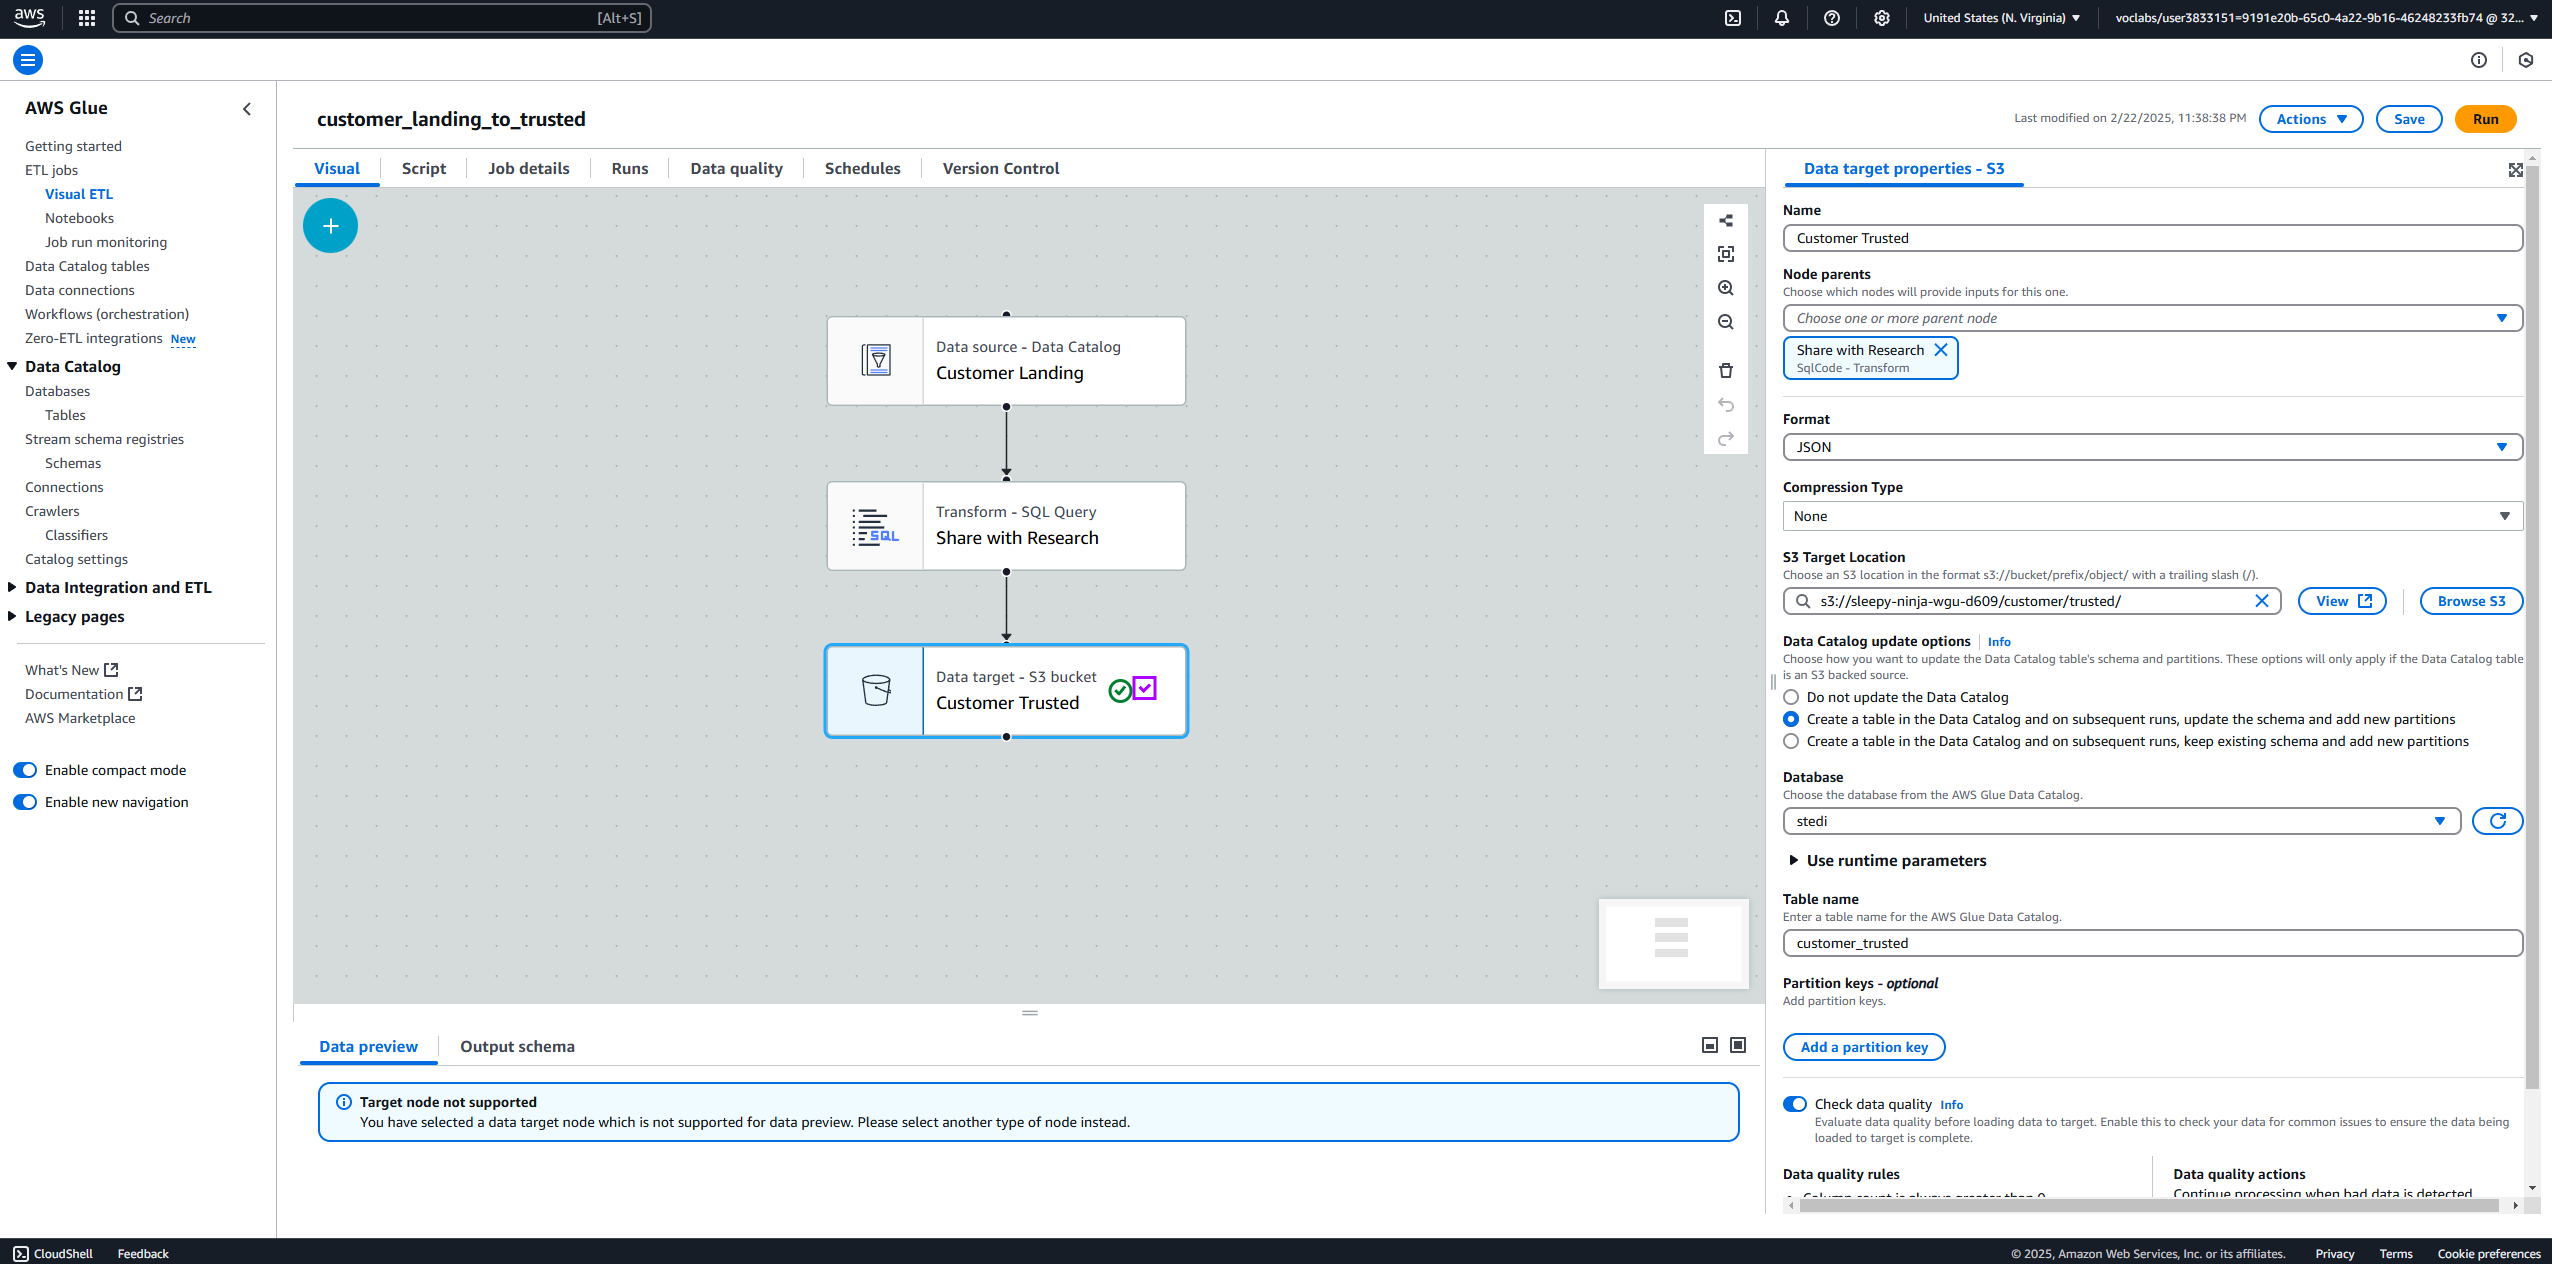 aws
Search
[Alt+S]
United States (N. Virginia)
voclabs/user3833151=9191e20b-65c0-4a22-9b16-46248233fb74 @ 32...
AWS Glue
Getting started
ETL jobs
Visual ETL
Notebooks
Job run monitoring
Data Catalog tables
Data connections
Workflows (orchestration)
Zero-ETL integrations New
Data Catalog
Databases
Tables
Stream schema registries
Schemas
Connections
Crawlers
Classifiers
Catalog settings
Data Integration and ETL
Legacy pages
What's New
Documentation
AWS Marketplace
Enable compact mode
Enable new navigation
customer_landing_to_trusted
Last modified on 2/22/2025, 11:38:38 PM
Actions
Save
Run
Visual
Script
Job details
Runs
Data quality
Schedules
Version Control
Data source - Data Catalog
Customer Landing
SQL
Transform - SQL Query
Share with Research
Data target - S3 bucket
Customer Trusted
Data preview
Output schema
Target node not supported
You have selected a data target node which is not supported for data preview. Please select another type of node instead.
Data target properties - S3
Name
Customer Trusted
Node parents
Choose which nodes will provide inputs for this one.
Choose one or more parent node
Share with Research
SqlCode - Transform
Format
JSON
Compression Type
None
S3 Target Location
Choose an S3 location in the format s3://bucket/prefix/object/ with a trailing slash (/).
s3://sleepy-ninja-wgu-d609/customer/trusted/
View
Browse S3
Data Catalog update options
Info
Choose how you want to update the Data Catalog table's schema and partitions. These options will only apply if the Data Catalog table
is an S3 backed source.
Do not update the Data Catalog
Create a table in the Data Catalog and on subsequent runs, update the schema and add new partitions
Create a table in the Data Catalog and on subsequent runs, keep existing schema and add new partitions
Database
Choose the database from the AWS Glue Data Catalog.
stedi
Use runtime parameters
Table name
Enter a table name for the AWS Glue Data Catalog.
customer_trusted
Partition keys - optional
Add partition keys.
Add a partition key
Check data quality
Info
Evaluate data quality before loading data to target. Enable this to check your data for common issues to ensure the data being
loaded to target is complete.
Data quality rules
Column count is always greater than 0
Data quality actions
Continue processing when bad data is detected
CloudShell
Feedback
© 2025, Amazon Web Services, Inc. or its affiliates.
Privacy
Terms
Cookie preferences